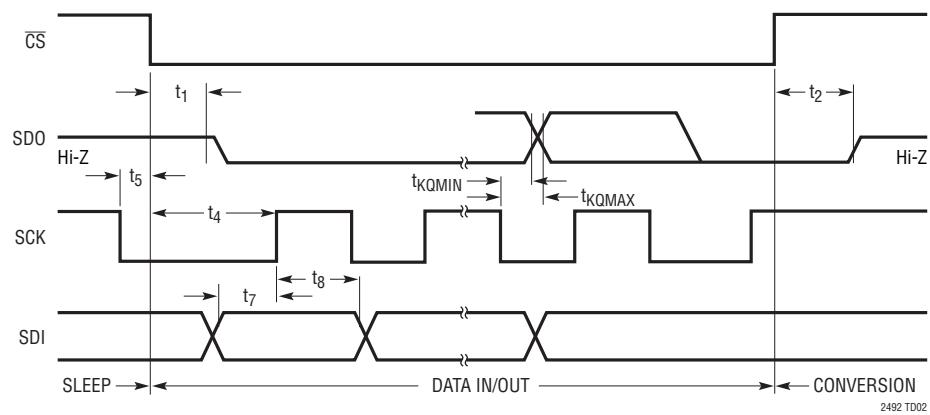 CS
t1
t2
SDO
Hi-Z
Hi-Z
t5
tKQMIN
tKQMAX
t4
SCK
t8
t7
SDI
SLEEP
DATA IN/OUT
CONVERSION
2492 TD02